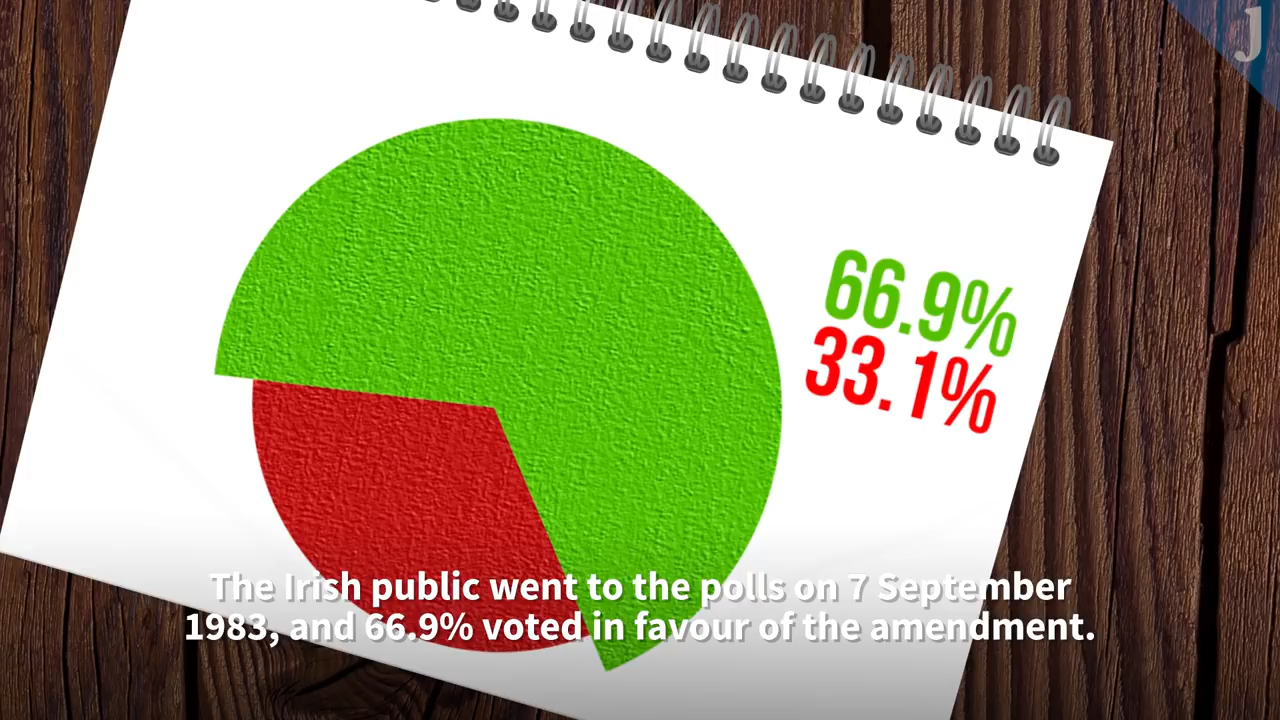 J
66.9%
33.1%
The Irish public went to the polls on 7 September
1983, and 66.9% voted in favour of the amendment.